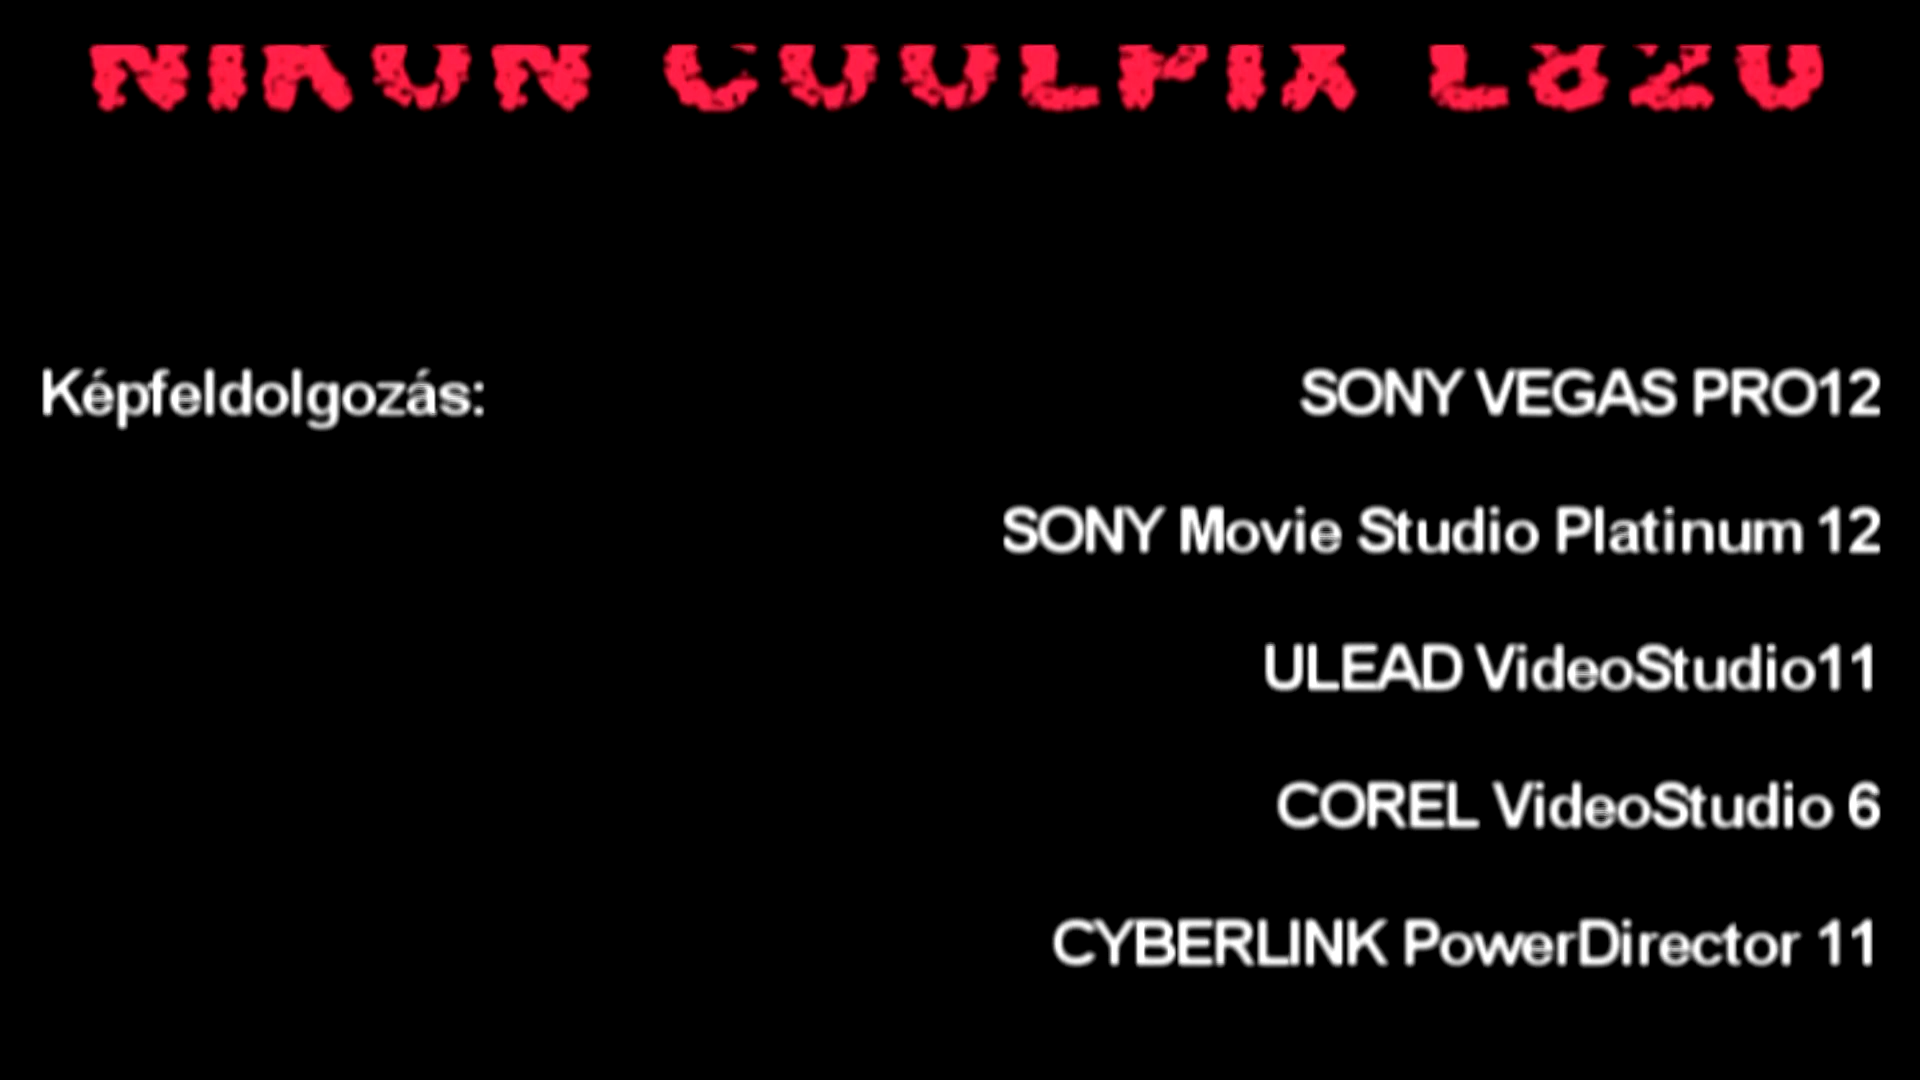 NIKON COOLPIX L820
Képfeldolgozás: SONY VEGAS PRO12
SONY Movie Studio Platinum 12
ULEAD VideoStudio11
COREL VideoStudio 6
CYBERLINK PowerDirector 11